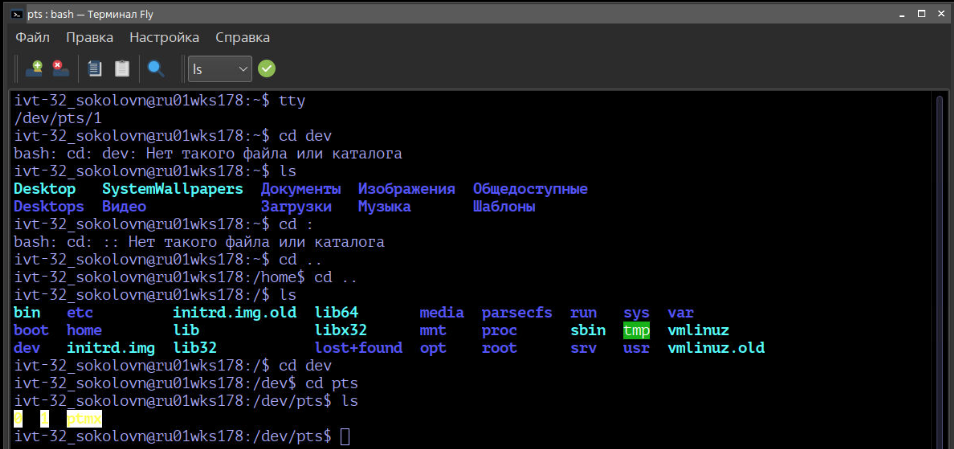 pts : bash — Терминал Fly
Файл Правка Настройка Справка
ls
ivt-32_sokolovn@ru01wks178:~$ tty
/dev/pts/1
ivt-32_sokolovn@ru01wks178:~$ cd dev
bash: cd: dev: Нет такого файла или каталога
ivt-32_sokolovn@ru01wks178:~$ ls
Desktop SystemWallpapers Документы Изображения Общедоступные
Desktops Видео Загрузки Музыка Шаблоны
ivt-32_sokolovn@ru01wks178:~$ cd :
bash: cd: :: Нет такого файла или каталога
ivt-32_sokolovn@ru01wks178:~$ cd ..
ivt-32_sokolovn@ru01wks178:/home$ cd ..
ivt-32_sokolovn@ru01wks178:/$ ls
bin etc initrd.img.old lib64 media parsecfs run sys var
boot home lib libx32 mnt proc sbin tmp vmlinuz
dev initrd.img lib32 lost+found opt root srv usr vmlinuz.old
ivt-32_sokolovn@ru01wks178:/$ cd dev
ivt-32_sokolovn@ru01wks178:/dev$ cd pts
ivt-32_sokolovn@ru01wks178:/dev/pts$ ls
1 ptmx
ivt-32_sokolovn@ru01wks178:/dev/pts$